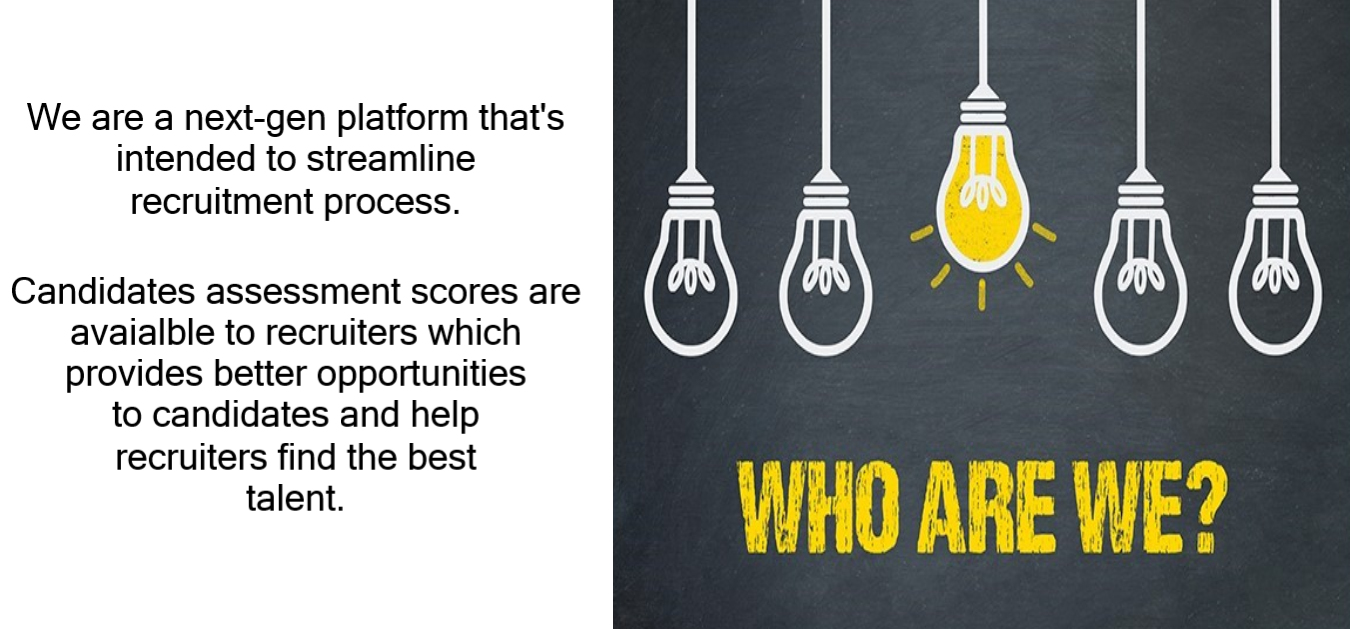 We are a next-gen platform that's
intended to streamline
recruitment process.
Candidates assessment scores are
avaialble to recruiters which
provides better opportunities
to candidates and help
recruiters find the best
talent.
WHO ARE WE?